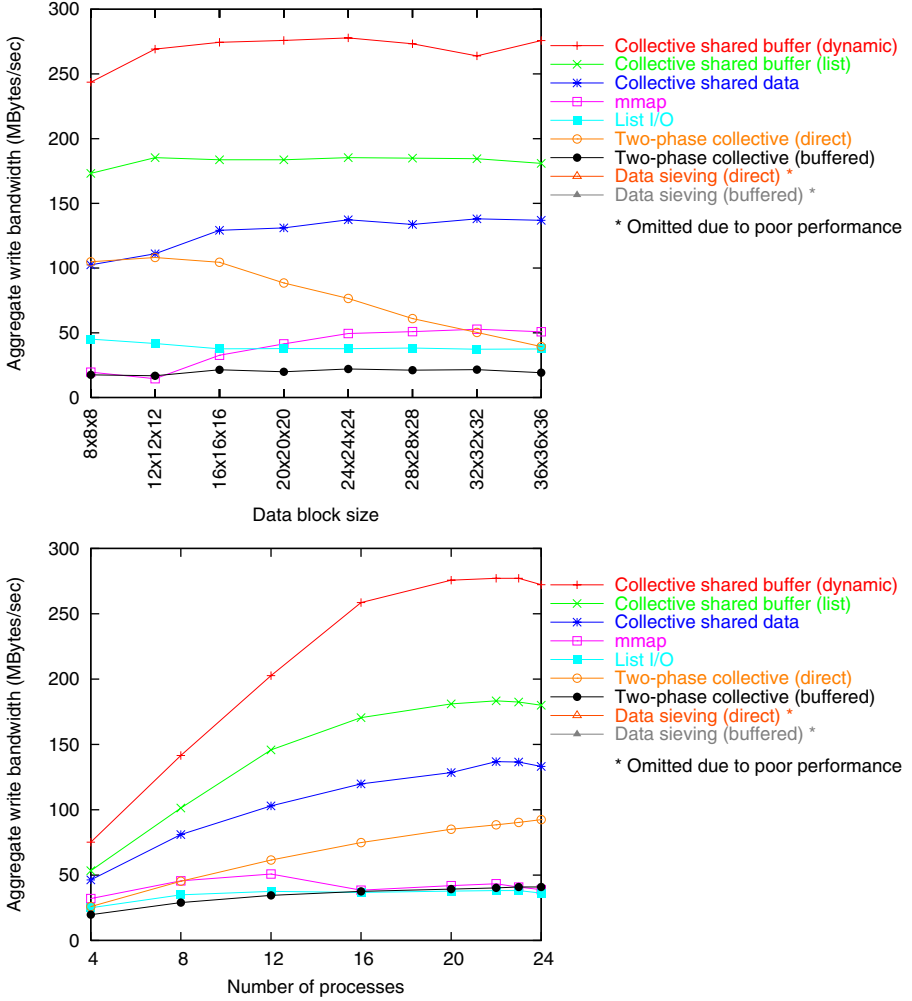 300
250
200
150
100
50
0
Aggregate write bandwidth (MBytes/sec)
8x8x8
12x12x12
16x16x16
20x20x20
24x24x24
28x28x28
32x32x32
36x36x36
Data block size
Collective shared buffer (dynamic)
Collective shared buffer (list)
Collective shared data
mmap
List I/O
Two-phase collective (direct)
Two-phase collective (buffered)
Data sieving (direct) *
Data sieving (buffered) *
* Omitted due to poor performance
300
250
200
150
100
50
0
Aggregate write bandwidth (MBytes/sec)
4
8
12
16
20
24
Number of processes
Collective shared buffer (dynamic)
Collective shared buffer (list)
Collective shared data
mmap
List I/O
Two-phase collective (direct)
Two-phase collective (buffered)
Data sieving (direct) *
Data sieving (buffered) *
* Omitted due to poor performance